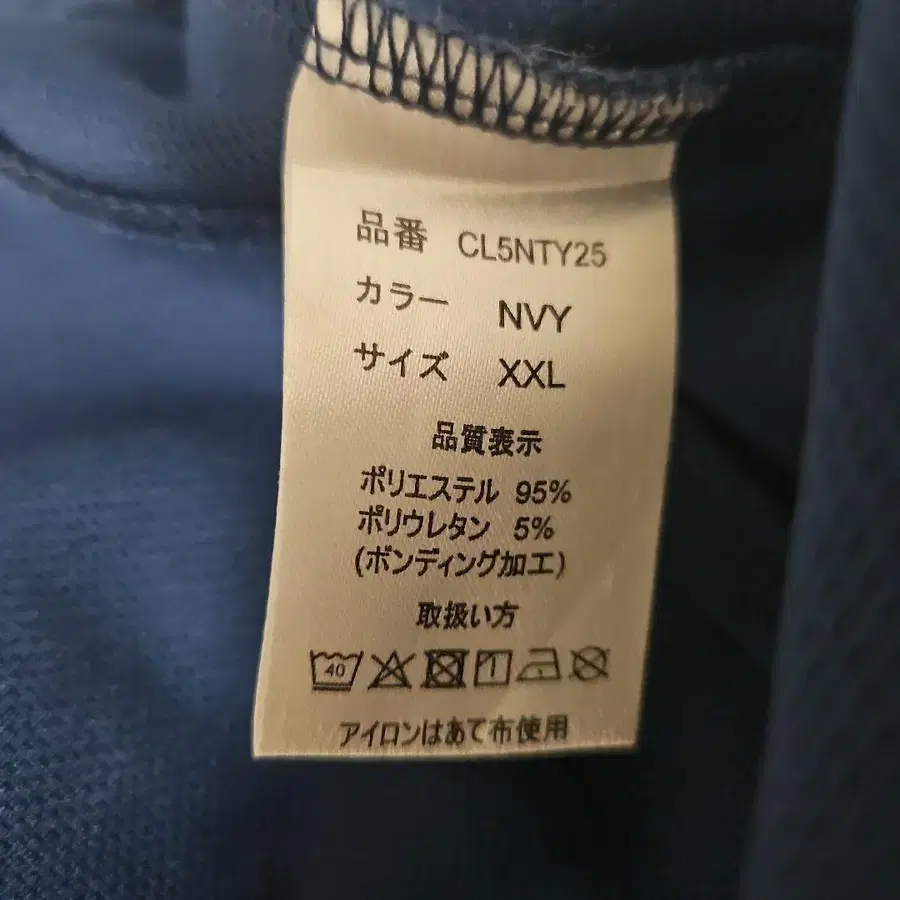 品番 CL5NTY25
カラー NVY
サイズ XXL
品質表示
ポリエステル 95%
ポリウレタン 5%
(ボンディング加工)
取扱い方
40
アイロンはあて布使用